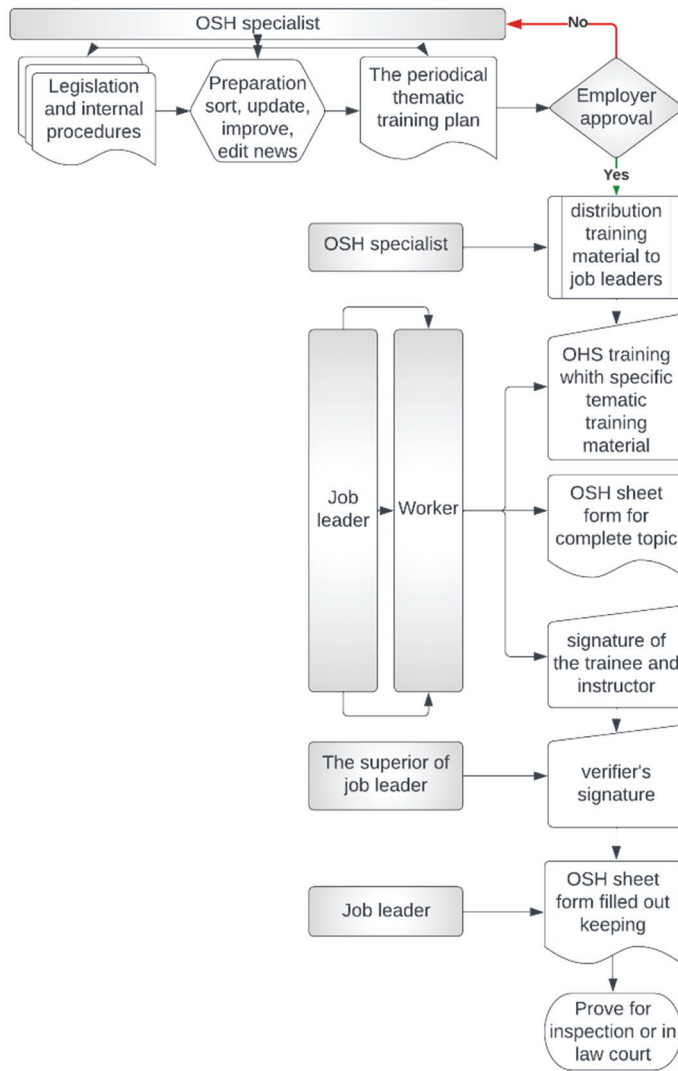 OSH specialist
No
Legislation
and internal
procedures
Preparation
sort, update,
improve,
edit news
The periodical
thematic
training plan
Employer
approval
Yes
OSH specialist
distribution
training
material to
job leaders
OHS training
whith specific
tematic
training
material
Job
leader
Worker
OSH sheet
form for
complete topic
signature of
the trainee and
instructor
The superior of
job leader
verifier's
signature
Job leader
OSH sheet
form filled out
keeping
Prove for
inspection or in
law court